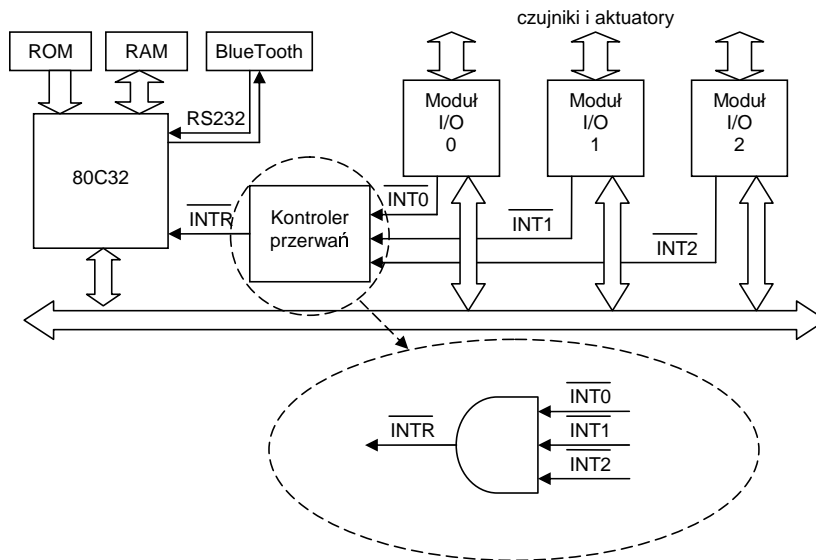 czujniki i aktuatory
ROM
RAM
BlueTooth
RS232
80C32
Moduł
I/O
0
Moduł
I/O
1
Moduł
I/O
2
INTR
Kontroler
przerwań
INT0
INT1
INT2
INTR
INT0
INT1
INT2